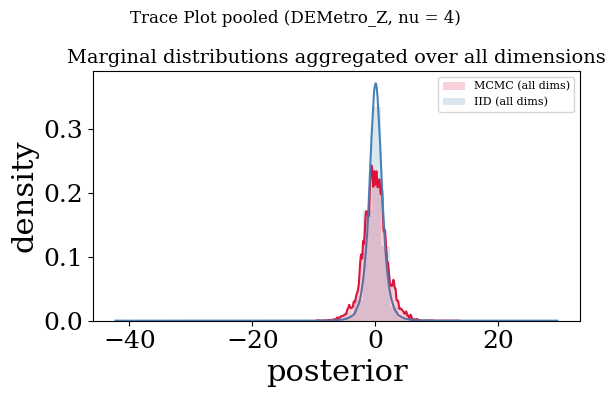 Trace Plot pooled (DEMetro_Z, nu = 4)
Marginal distributions aggregated over all dimensions
MCMC (all dims)
IID (all dims)
density
0.3
0.2
0.1
0.0
−40
−20
0
20
posterior